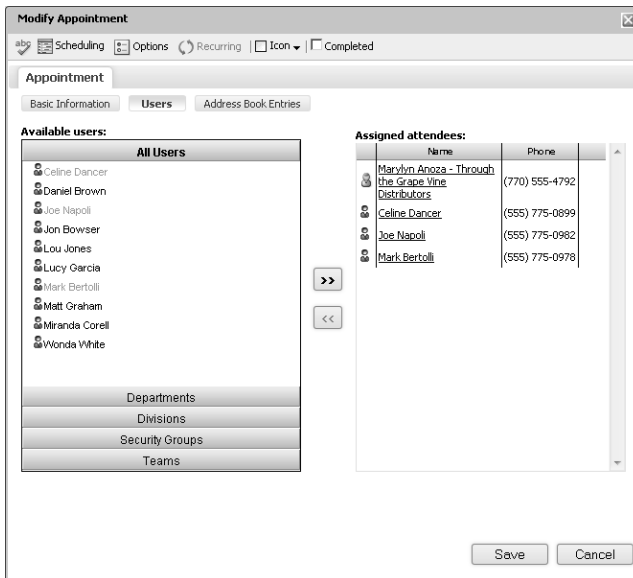 Modify Appointment
abc Scheduling Options Recurring | Icon | Completed
Appointment
Basic Information Users Address Book Entries
Available users:
All Users
Celine Dancer
Daniel Brown
Joe Napoli
Jon Bowser
Lou Jones
Lucy Garcia
Mark Bertolli
Matt Graham
Miranda Corell
Wonda White
Departments
Divisions
Security Groups
Teams
>>
<<
Assigned attendees:
Name Phone
Marylyn Anoza - Through
the Grape Vine
Distributors
(770) 555-4792
Celine Dancer (555) 775-0899
Joe Napoli (555) 775-0982
Mark Bertolli (555) 775-0978
Save Cancel